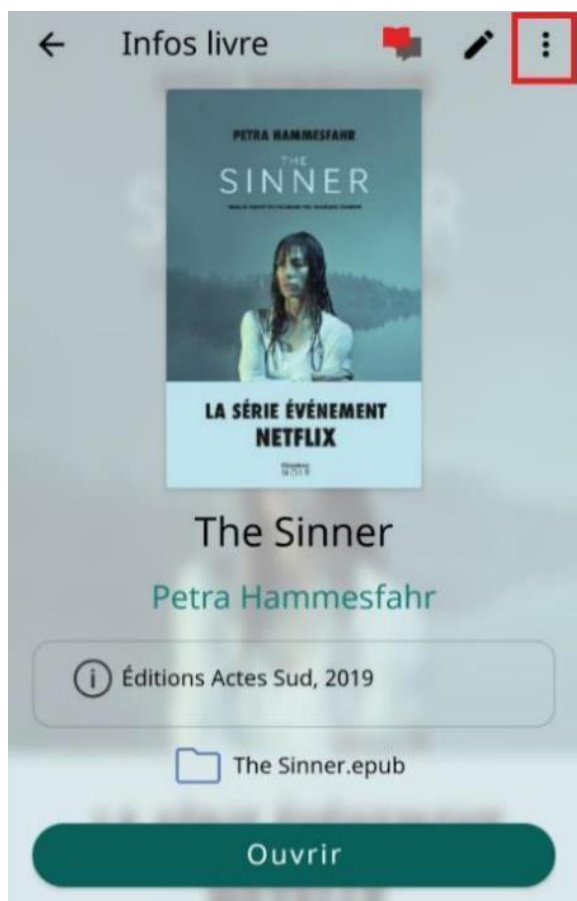 Infos livre
PETRA HAMMESFAHR
THE
SINNER
LA SÉRIE ÉVÉNEMENT
NETFLIX
NOIR
The Sinner
Petra Hammesfahr
Éditions Actes Sud, 2019
The Sinner.epub
Ouvrir